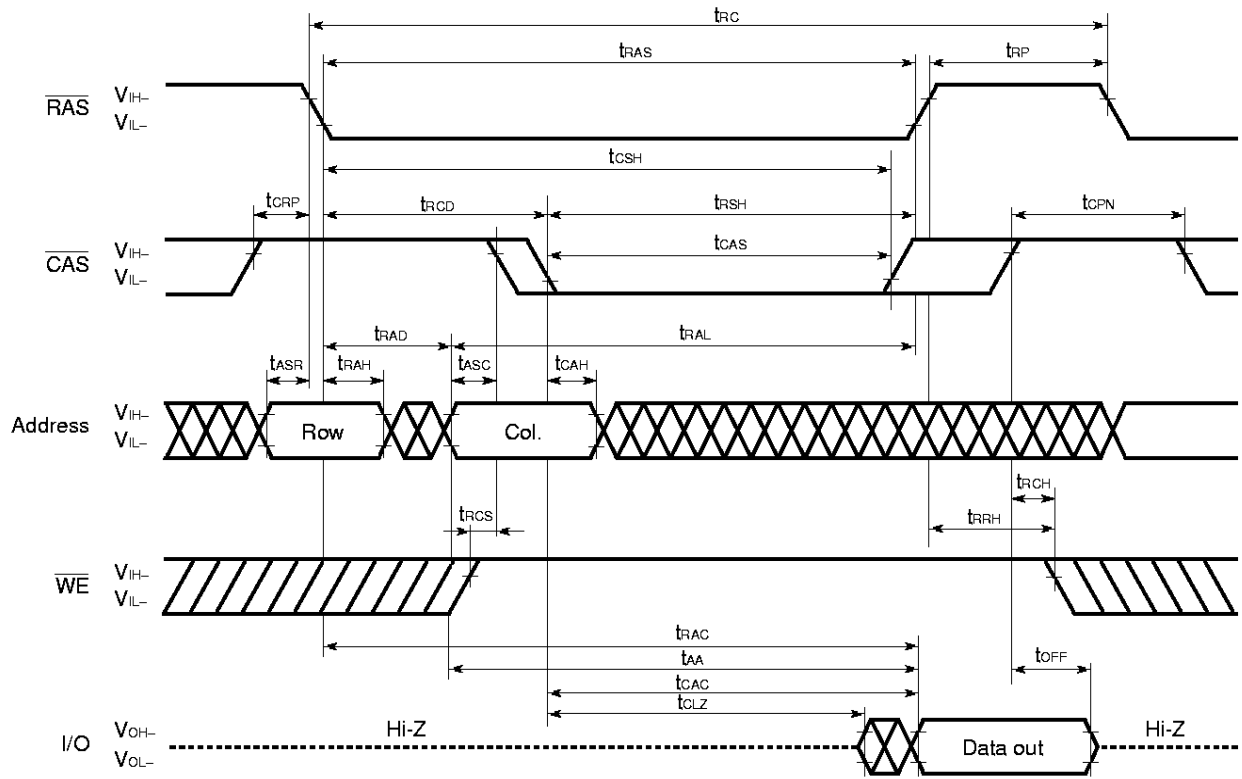 tRC
tRAS tRP
RAS VIH–
VIL–
tCSH
tCRP tRCD tRSH tCPN
CAS VIH–
VIL–
tCAS
tRAD tRAL
tASR tRAH tASC tCAH
Address VIH–
VIL–
Row Col.
tRCH
tRCS tRRH
WE VIH–
VIL–
tRAC
tAA tOFF
tCAC
tCLZ
I/O VOH–
VOL–
Hi-Z Data out Hi-Z